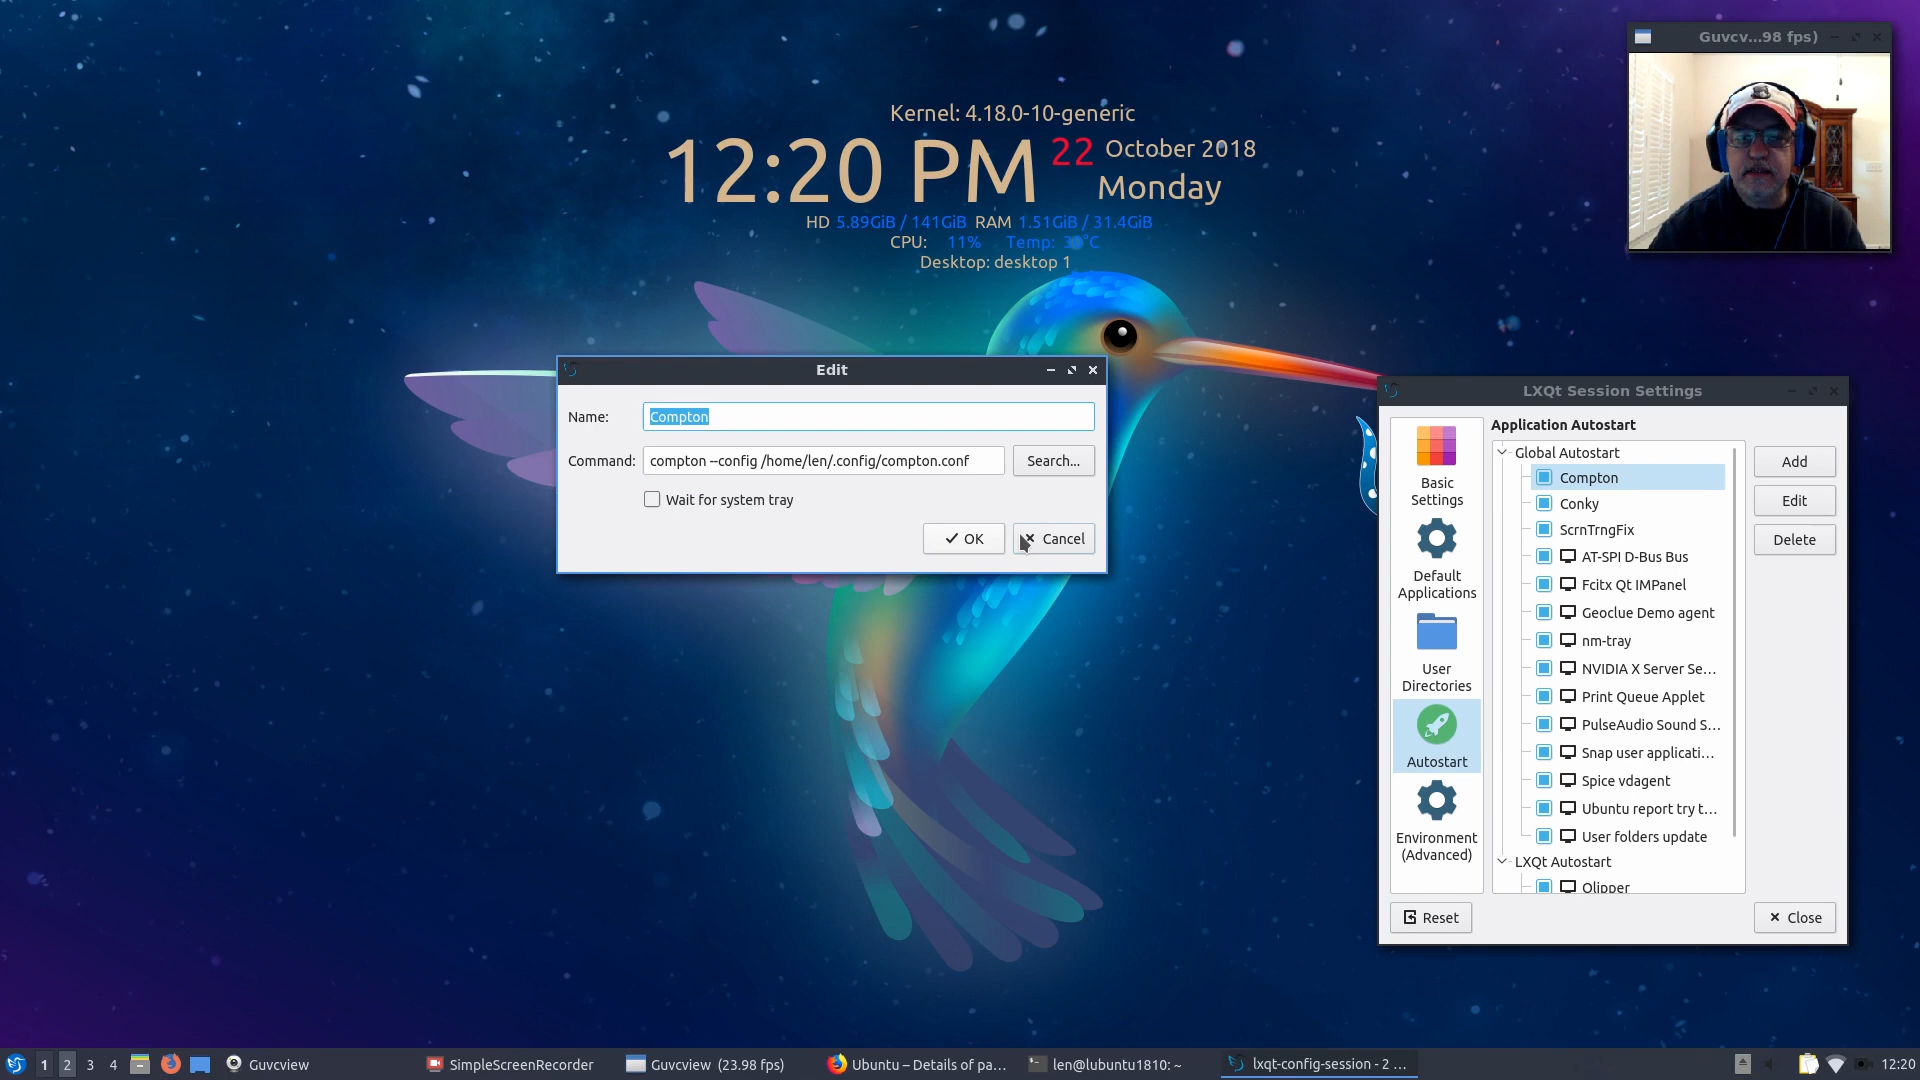 Guvcv...98 fps)
Kernel: 4.18.0-10-generic
12:20 PM 22 October 2018
Monday
HD 5.89GiB / 141GiB RAM 1.51GiB / 31.4GiB
CPU: 11% Temp:
Desktop: desktop 1
Edit
Name: Compton
Command: compton --config /home/len/.config/compton.conf Search...
Wait for system tray
OK Cancel
LXQt Session Settings
Basic
Settings
Default
Applications
User
Directories
Autostart
Environment
(Advanced)
Application Autostart
Global Autostart
Compton
Conky
ScrnTrngFix
AT-SPI D-Bus Bus
Fcitx Qt IMPanel
Geoclue Demo agent
nm-tray
NVIDIA X Server Se...
Print Queue Applet
PulseAudio Sound S...
Snap user applicati...
Spice vdagent
Ubuntu report try t...
User folders update
LXQt Autostart
Qlipper
Add
Edit
Delete
Reset Close
1 2 3 4 Guvcview SimpleScreenRecorder Guvcview (23.98 fps) Ubuntu – Details of pa... len@lubuntu1810: ~ lxqt-config-session - 2 ... 12:20